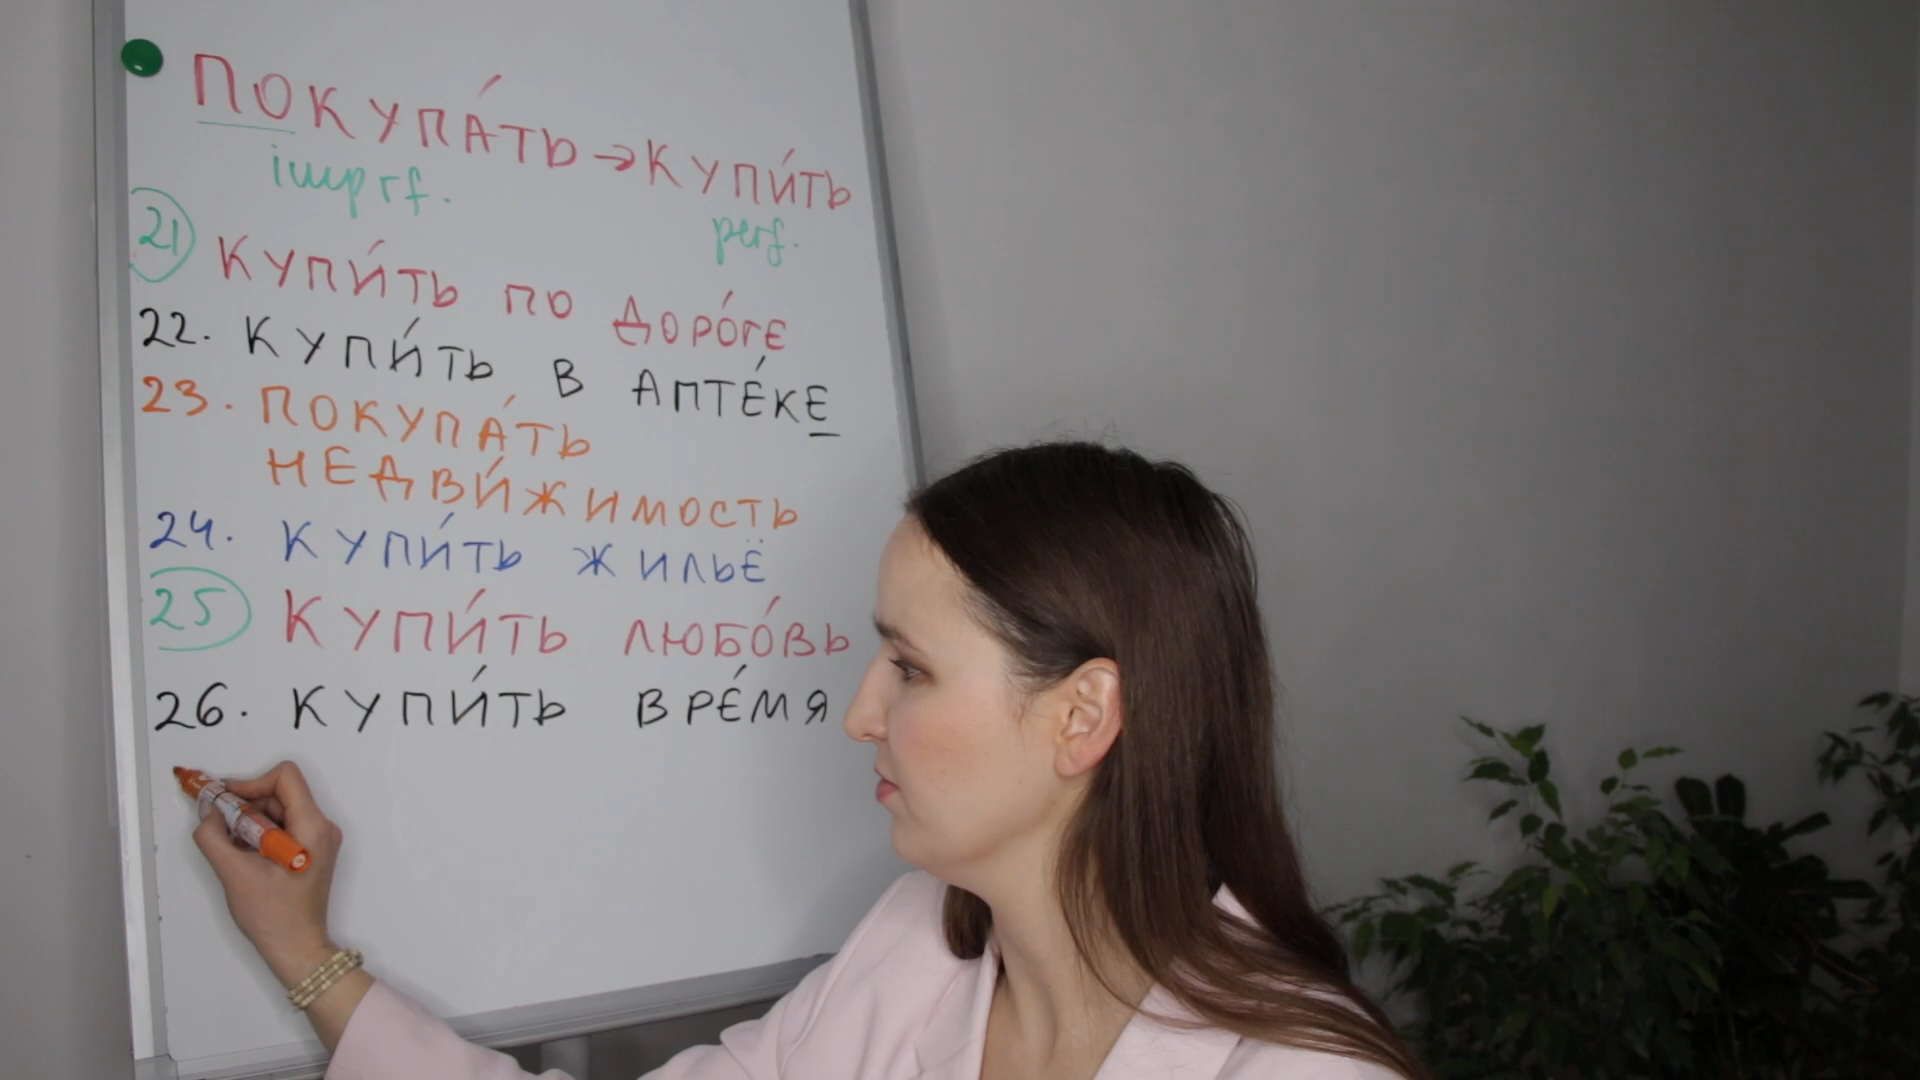 ПОКУПА́ТЬ → КУПИ́ТЬ
imprf. perf.
21 КУПИ́ТЬ ПО ДОРО́ГЕ
22. КУПИ́ТЬ В АПТЕ́КЕ
23. ПОКУПА́ТЬ
НЕДВИ́ЖИМОСТЬ
24. КУПИ́ТЬ ЖИЛЬЁ
25 КУПИ́ТЬ ЛЮБО́ВЬ
26. КУПИ́ТЬ ВРЕ́МЯ